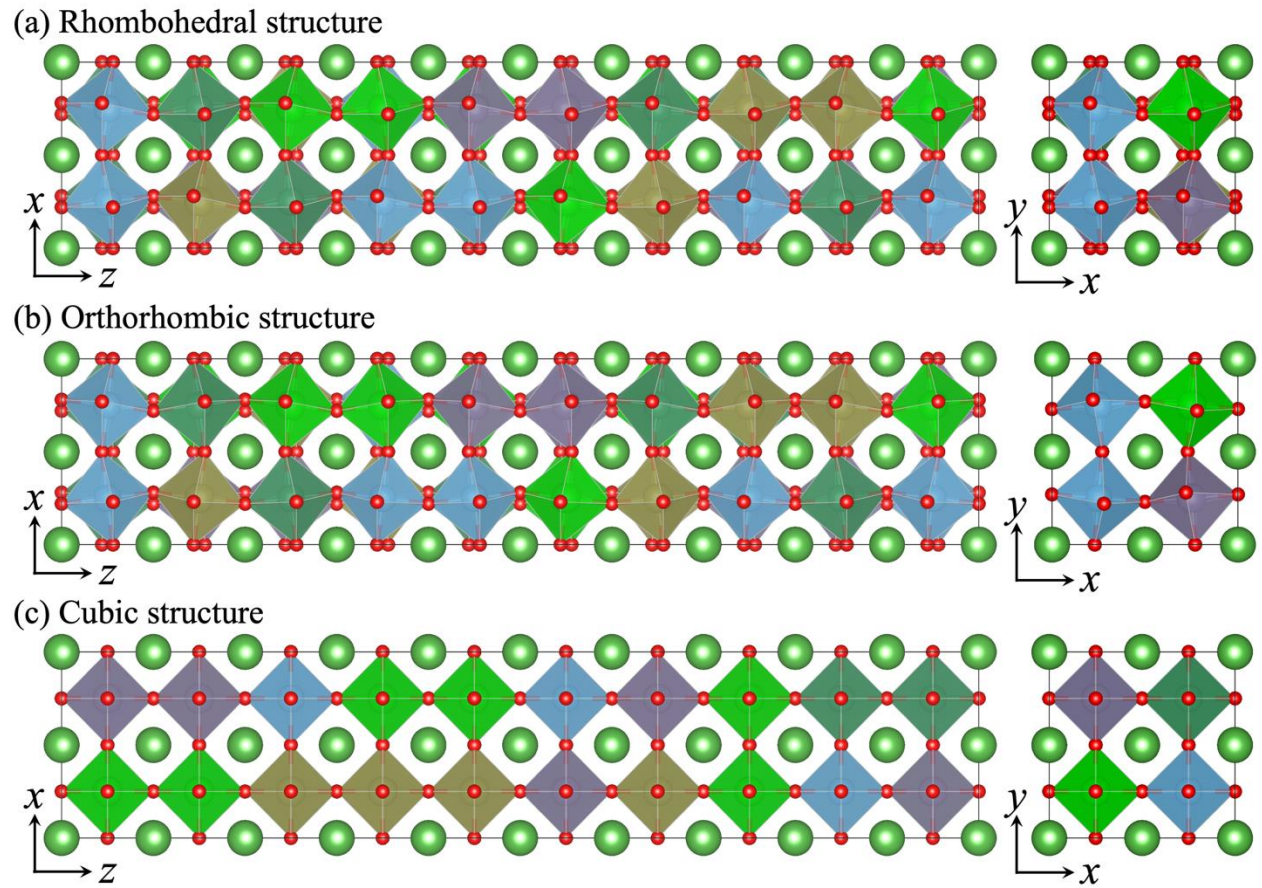 (a) Rhombohedral structure
x
z
y
x
(b) Orthorhombic structure
x
z
y
x
(c) Cubic structure
x
z
y
x